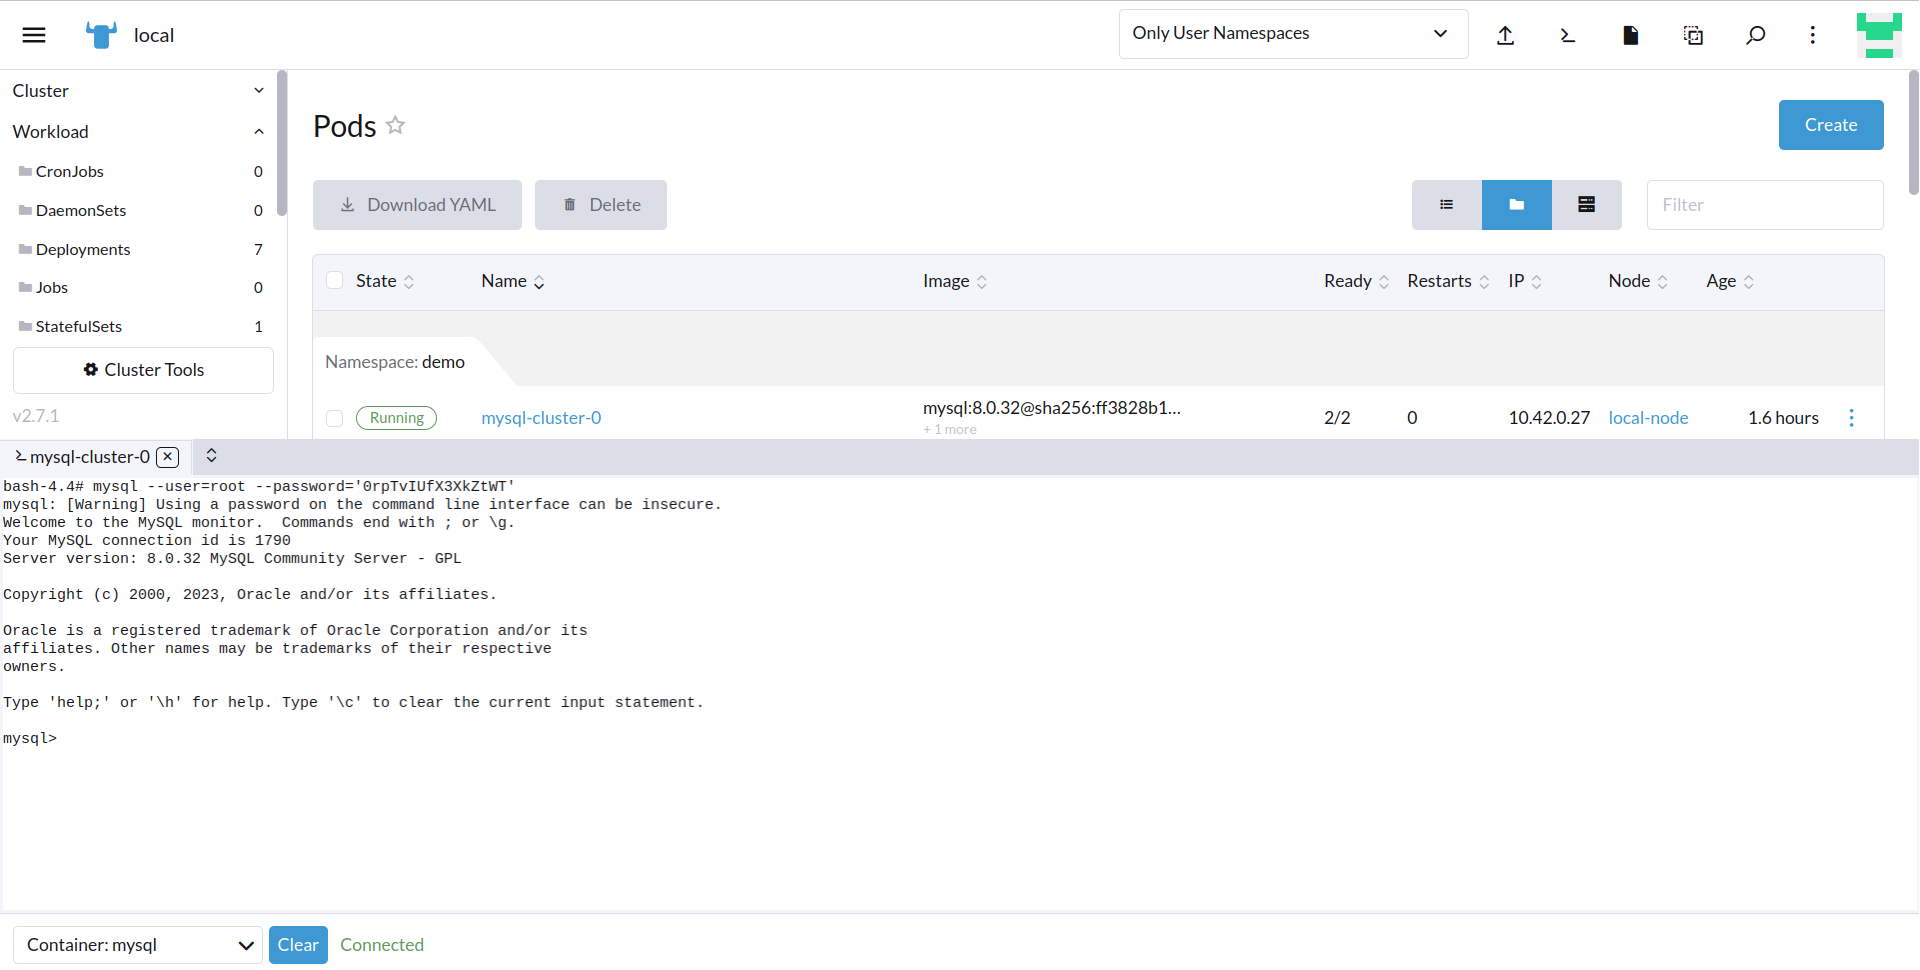 local
Only User Namespaces
Cluster
Workload
CronJobs 0
DaemonSets 0
Deployments 7
Jobs 0
StatefulSets 1
Cluster Tools
v2.7.1
Pods
Create
Download YAML
Delete
Filter
State Name Image Ready Restarts IP Node Age
Namespace: demo
Running mysql-cluster-0 mysql:8.0.32@sha256:ff3828b1... 2/2 0 10.42.0.27 local-node 1.6 hours
+ 1 more
mysql-cluster-0
bash-4.4# mysql --user=root --password='0rpTvIUfX3XkZtWT'
mysql: [Warning] Using a password on the command line interface can be insecure.
Welcome to the MySQL monitor.  Commands end with ; or \g.
Your MySQL connection id is 1790
Server version: 8.0.32 MySQL Community Server - GPL
Copyright (c) 2000, 2023, Oracle and/or its affiliates.
Oracle is a registered trademark of Oracle Corporation and/or its
affiliates. Other names may be trademarks of their respective
owners.
Type 'help;' or '\h' for help. Type '\c' to clear the current input statement.
mysql>
Container: mysql
Clear
Connected